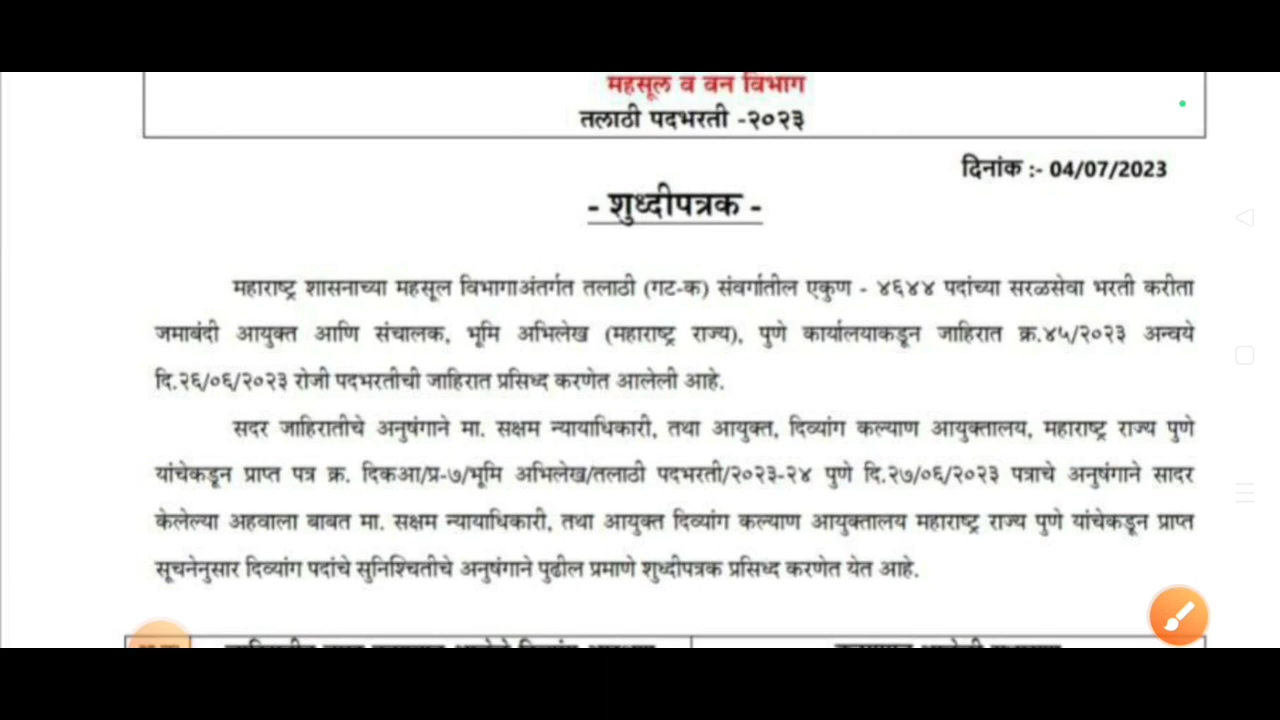 महसूल व वन विभाग
तलाठी पदभरती -२०२३
दिनांक :- 04/07/2023
- शुध्दीपत्रक -
महाराष्ट्र शासनाच्या महसूल विभागाअंतर्गत तलाठी (गट-क) संवर्गातील एकुण - ४६४४ पदांच्या सरळसेवा भरती करीता
जमाबंदी आयुक्त आणि संचालक, भूमि अभिलेख (महाराष्ट्र राज्य), पुणे कार्यालयाकडून जाहिरात क्र.४५/२०२३ अन्वये
दि.२६/०६/२०२३ रोजी पदभरतीची जाहिरात प्रसिध्द करणेत आलेली आहे.
सदर जाहिरातीचे अनुषंगाने मा. सक्षम न्यायाधिकारी, तथा आयुक्त, दिव्यांग कल्याण आयुक्तालय, महाराष्ट्र राज्य पुणे
यांचेकडून प्राप्त पत्र क्र. दिकआ/प्र-७/भूमि अभिलेख/तलाठी पदभरती/२०२३-२४ पुणे दि.२७/०६/२०२३ पत्राचे अनुषंगाने सादर
केलेल्या अहवाला बाबत मा. सक्षम न्यायाधिकारी, तथा आयुक्त दिव्यांग कल्याण आयुक्तालय महाराष्ट्र राज्य पुणे यांचेकडून प्राप्त
सूचनेनुसार दिव्यांग पदांचे सुनिश्चितीचे अनुषंगाने पुढील प्रमाणे शुध्दीपत्रक प्रसिध्द करणेत येत आहे.